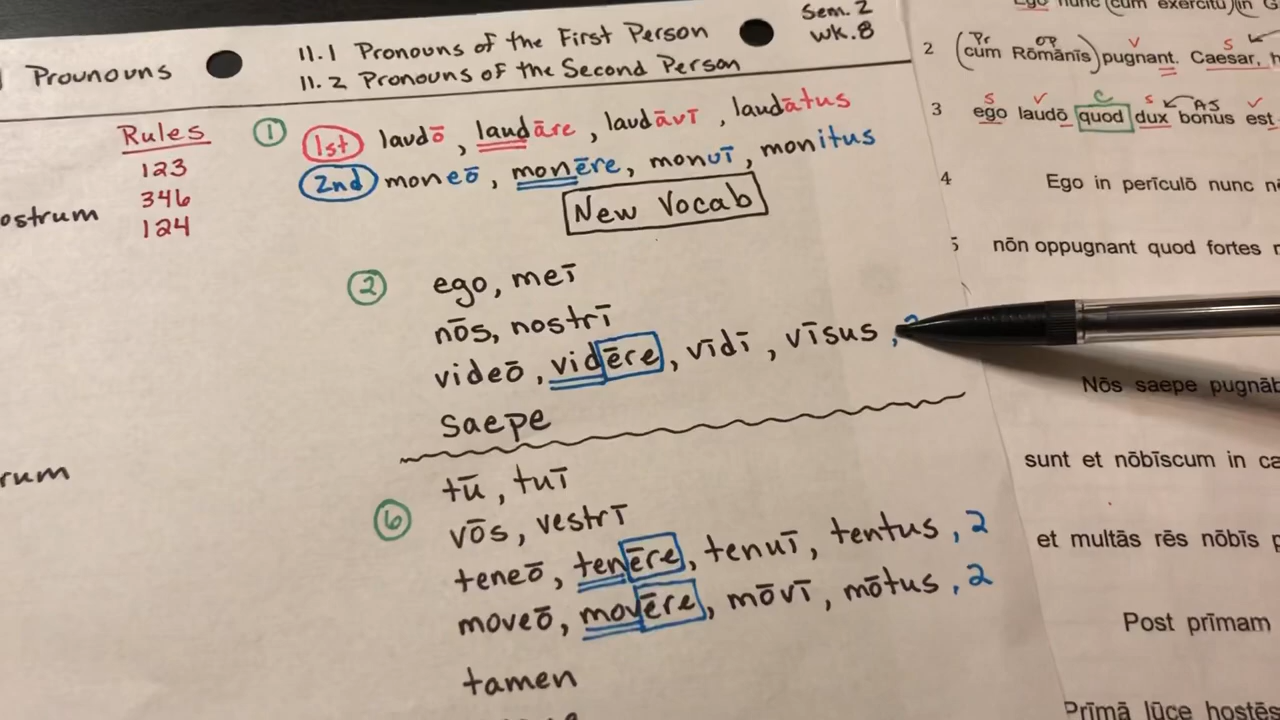 Prounouns
11.1 Pronouns of the First Person
11.2 Pronouns of the Second Person
Sem. 2
wk. 8
Rules
123
346
124
ostrum
rum
① 1st laudō, laudāre, laudāvī, laudātus
2nd moneō, monēre, monuī, monitus
New Vocab
② ego, meī
nōs, nostrī
videō, vidēre, vīdī, vīsus,
saepe
tū, tuī
⑥ vōs, vestrī
teneō, tenēre, tenuī, tentus, 2
moveō, movēre, mōvī, mōtus, 2
tamen
Ego nunc (cum exercitū) (in G
Pr OP V S
2 (cum Rōmānīs) pugnant. Caesar, h
S V C S AS V
3 ego laudō quod dux bonus est
4 Ego in perīculō nunc
5 nōn oppugnant quod fortes
Nōs saepe
sunt et nōbīscum in
et multās rēs nōbīs
Post prīmam
Prīmā lūce hostēs